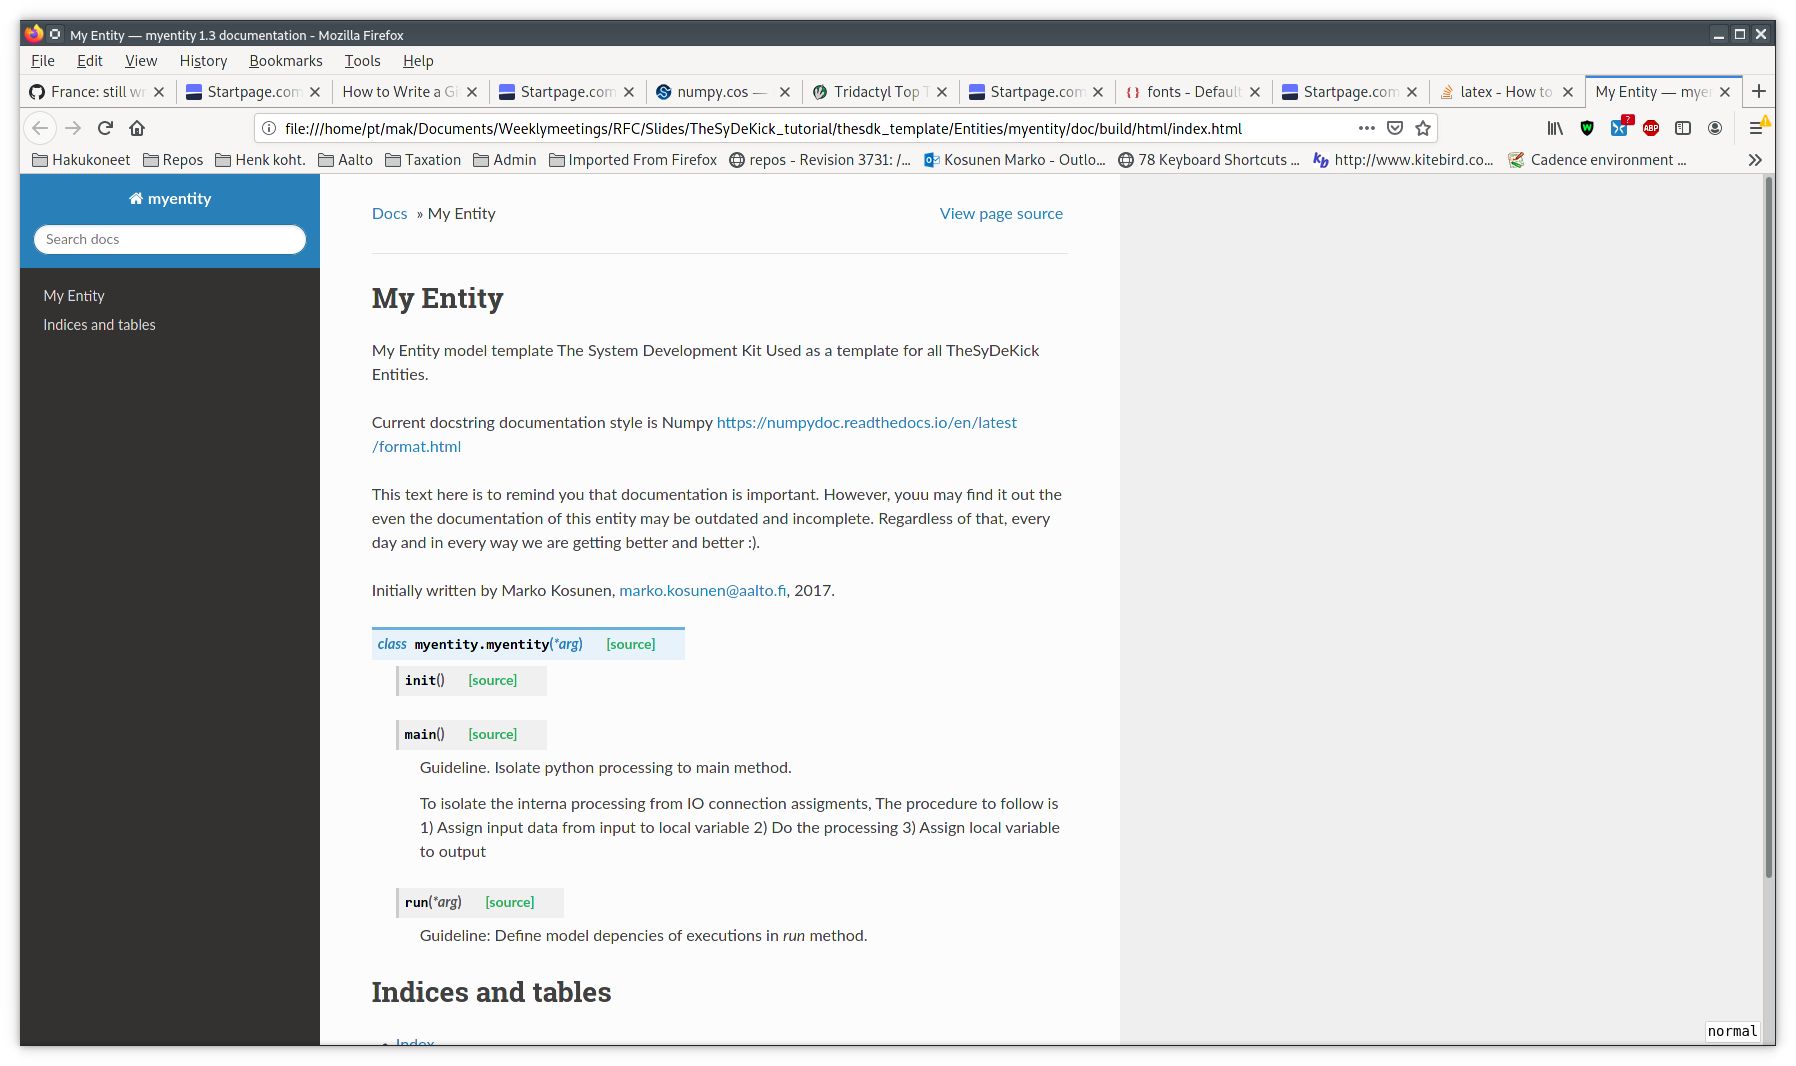 My Entity — myentity 1.3 documentation - Mozilla Firefox
File Edit View History Bookmarks Tools Help
France: still wr Startpage.com How to Write a Gi Startpage.com numpy.cos — Tridactyl Top T Startpage.com fonts - Default Startpage.com latex - How to My Entity — myen
file:///home/pt/mak/Documents/Weeklymeetings/RFC/Slides/TheSyDeKick_tutorial/thesdk_template/Entities/myentity/doc/build/html/index.html
Hakukoneet Repos Henk koht. Aalto Taxation Admin Imported From Firefox repos - Revision 3731: /... Kosunen Marko - Outlo... 78 Keyboard Shortcuts ... http://www.kitebird.co... Cadence environment ...
myentity
Search docs
My Entity
Indices and tables
Docs » My Entity View page source
My Entity
My Entity model template The System Development Kit Used as a template for all TheSyDeKick
Entities.
Current docstring documentation style is Numpy https://numpydoc.readthedocs.io/en/latest
/format.html
This text here is to remind you that documentation is important. However, youu may find it out the
even the documentation of this entity may be outdated and incomplete. Regardless of that, every
day and in every way we are getting better and better :).
Initially written by Marko Kosunen, marko.kosunen@aalto.fi, 2017.
class myentity.myentity(*arg) [source]
init() [source]
main() [source]
Guideline. Isolate python processing to main method.
To isolate the interna processing from IO connection assigments, The procedure to follow is
1) Assign input data from input to local variable 2) Do the processing 3) Assign local variable
to output
run(*arg) [source]
Guideline: Define model depencies of executions in run method.
Indices and tables
Index
normal